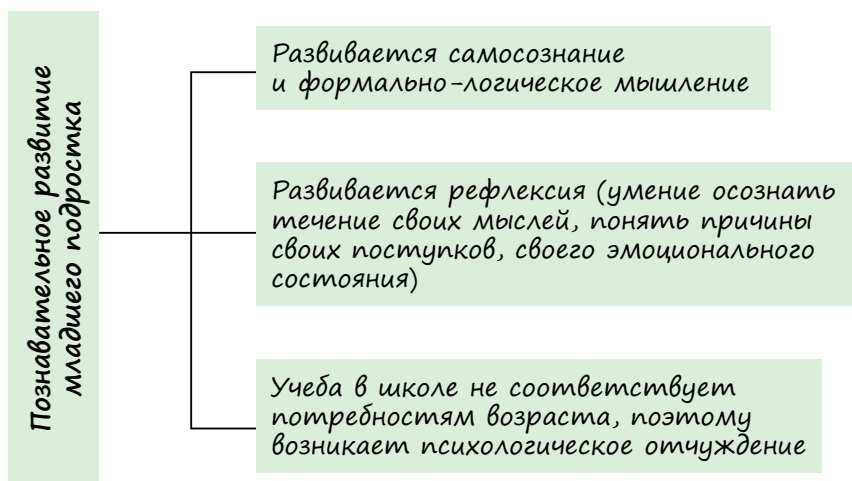 Познавательное развитие
младшего подростка
Развивается самосознание
и формально-логическое мышление
Развивается рефлексия (умение осознать
течение своих мыслей, понять причины
своих поступков, своего эмоционального
состояния)
Учеба в школе не соответствует
потребностям возраста, поэтому
возникает психологическое отчуждение